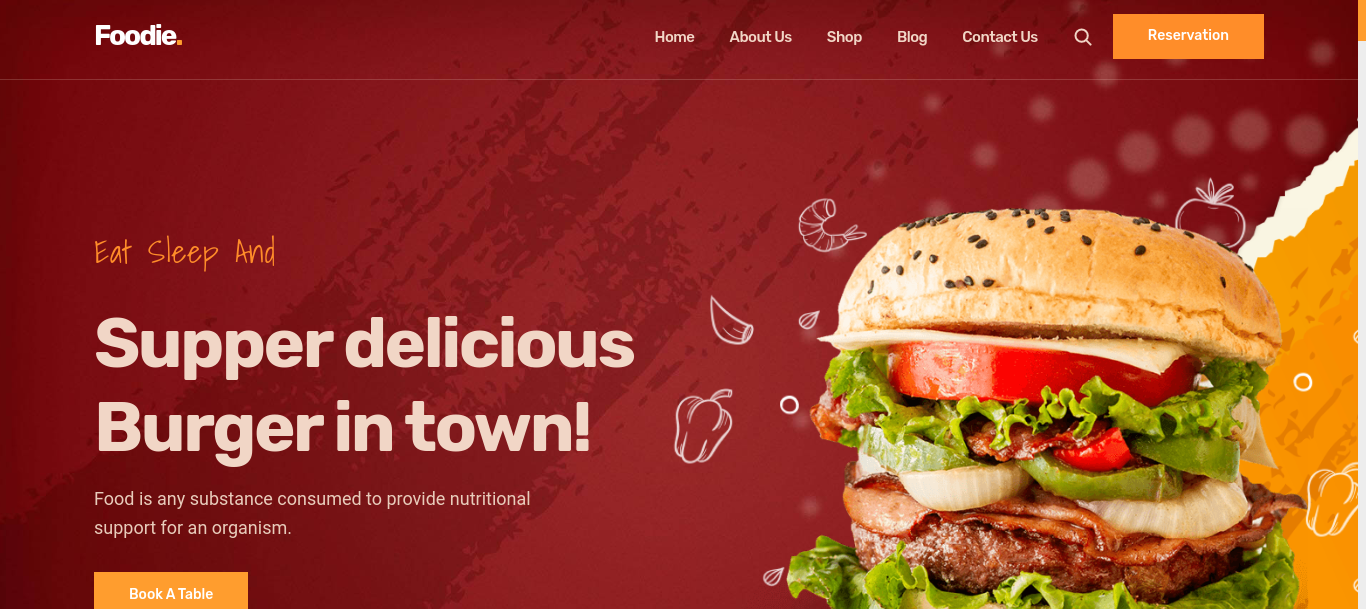 Foodie.
Home About Us Shop Blog Contact Us Reservation
Eat Sleep And
Supper delicious
Burger in town!
Food is any substance consumed to provide nutritional
support for an organism.
Book A Table